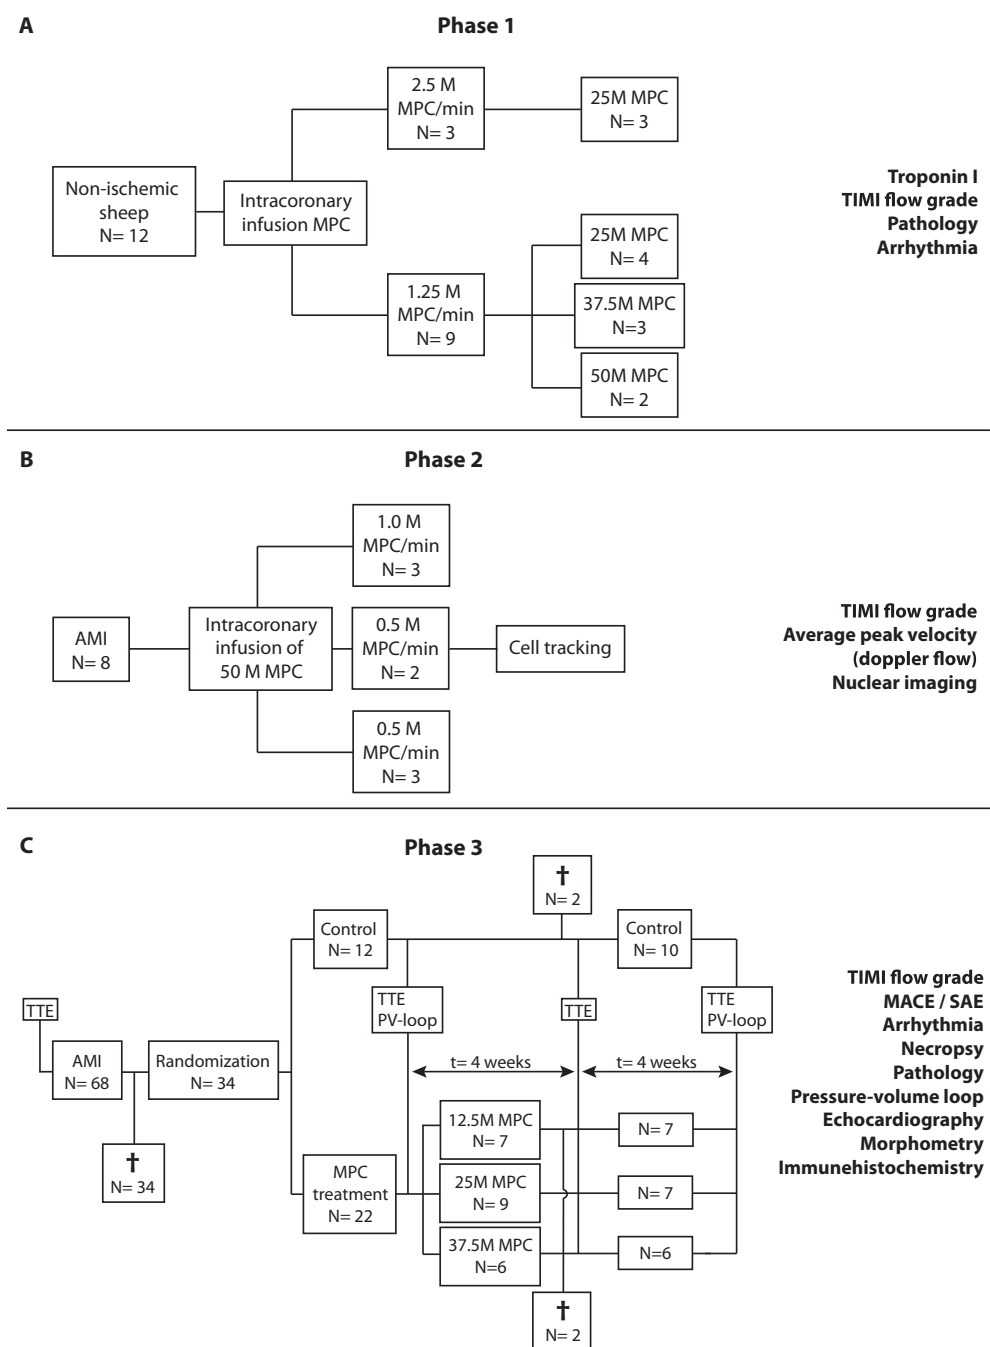 A
Phase 1
2.5 M
MPC/min
N= 3
25M MPC
N= 3
Non-ischemic
sheep
N= 12
Intracoronary
infusion MPC
1.25 M
MPC/min
N= 9
25M MPC
N= 4
37.5M MPC
N=3
50M MPC
N= 2
Troponin I
TIMI flow grade
Pathology
Arrhythmia
B
Phase 2
AMI
N= 8
Intracoronary
infusion of
50 M MPC
1.0 M
MPC/min
N= 3
0.5 M
MPC/min
N= 2
Cell tracking
0.5 M
MPC/min
N= 3
TIMI flow grade
Average peak velocity
(doppler flow)
Nuclear imaging
C
Phase 3
†
N= 2
Control
N= 12
Control
N= 10
TTE
TTE
PV-loop
TTE
TTE
PV-loop
AMI
N= 68
Randomization
N= 34
t= 4 weeks
t= 4 weeks
†
N= 34
MPC
treatment
N= 22
12.5M MPC
N= 7
N= 7
25M MPC
N= 9
N= 7
37.5M MPC
N=6
N=6
†
N= 2
TIMI flow grade
MACE / SAE
Arrhythmia
Necropsy
Pathology
Pressure-volume loop
Echocardiography
Morphometry
Immunehistochemistry